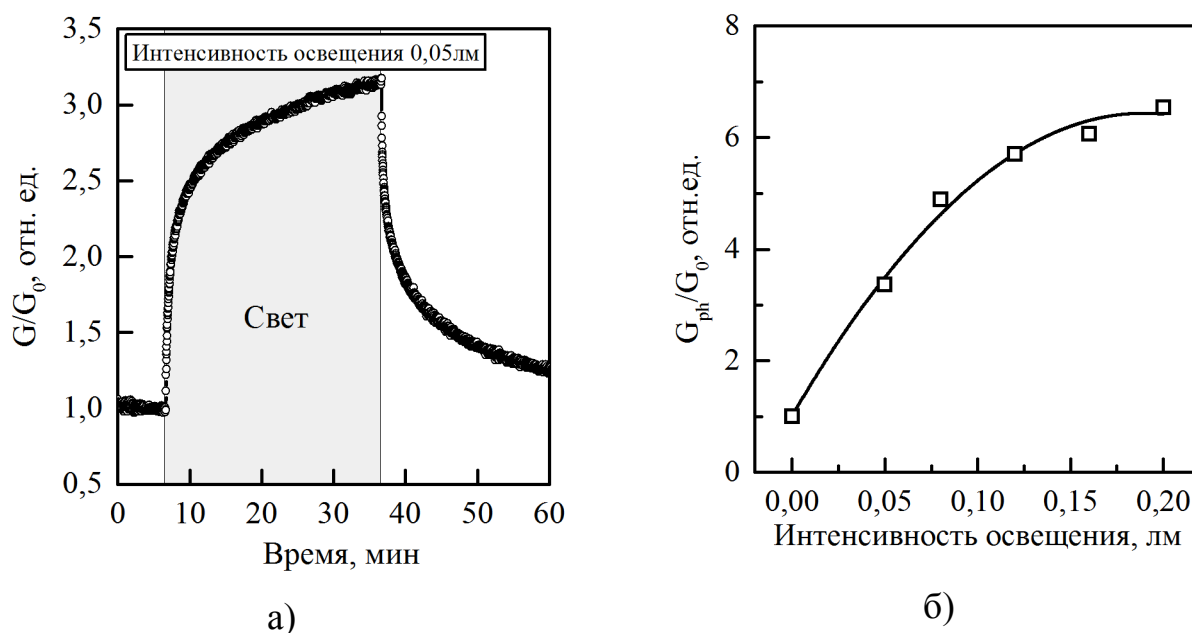 3,5
3,0
2,5
2,0
1,5
1,0
0,5
G/G₀, отн. ед.
Интенсивность освещения 0,05лм
Свет
0 10 20 30 40 50 60
Время, мин
а)
8
6
4
2
0
G_ph/G₀, отн.ед.
0,00 0,05 0,10 0,15 0,20
Интенсивность освещения, лм
б)